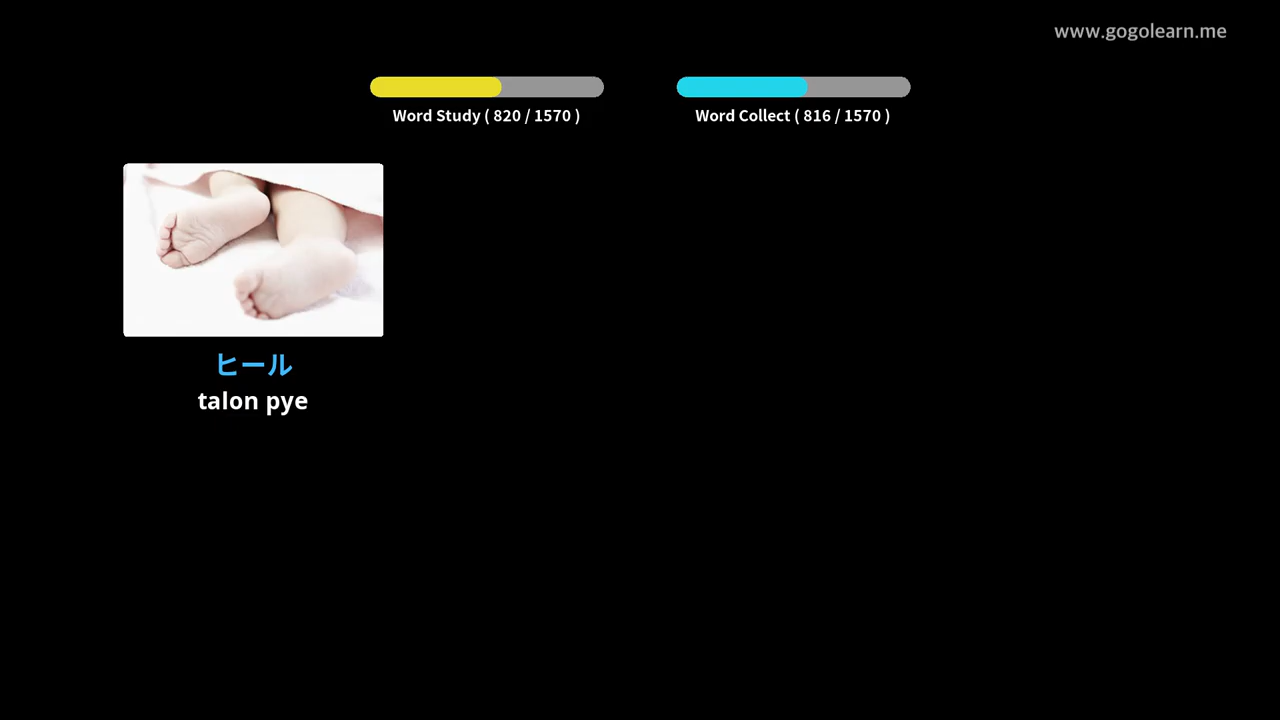 www.gogolearn.me
Word Study ( 820 / 1570 )
Word Collect ( 816 / 1570 )
ヒール
talon pye